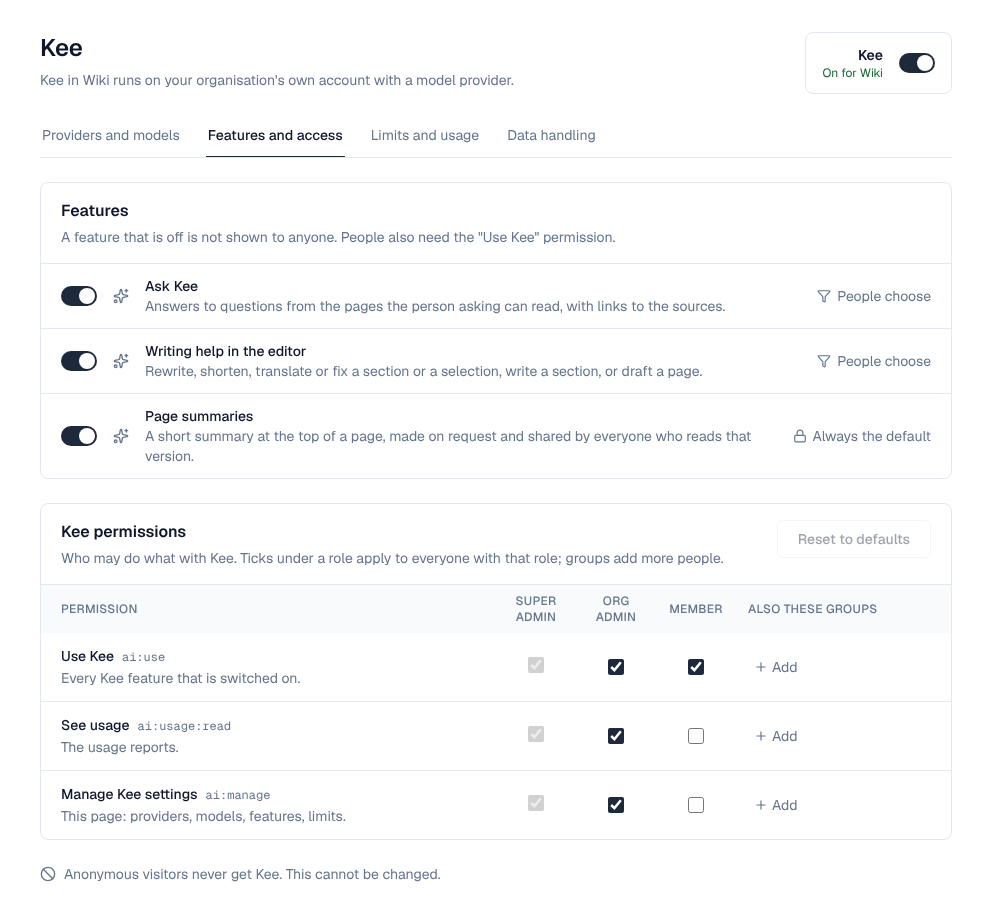 Kee
Kee in Wiki runs on your organisation's own account with a model provider.
Kee
On for Wiki
Providers and models
Features and access
Limits and usage
Data handling
Features
A feature that is off is not shown to anyone. People also need the "Use Kee" permission.
Ask Kee
Answers to questions from the pages the person asking can read, with links to the sources.
People choose
Writing help in the editor
Rewrite, shorten, translate or fix a section or a selection, write a section, or draft a page.
People choose
Page summaries
A short summary at the top of a page, made on request and shared by everyone who reads that
version.
Always the default
Kee permissions
Who may do what with Kee. Ticks under a role apply to everyone with that role; groups add more people.
Reset to defaults
PERMISSION
SUPER
ADMIN
ORG
ADMIN
MEMBER
ALSO THESE GROUPS
Use Kee ai:use
Every Kee feature that is switched on.
Add
See usage ai:usage:read
The usage reports.
Add
Manage Kee settings ai:manage
This page: providers, models, features, limits.
Add
Anonymous visitors never get Kee. This cannot be changed.